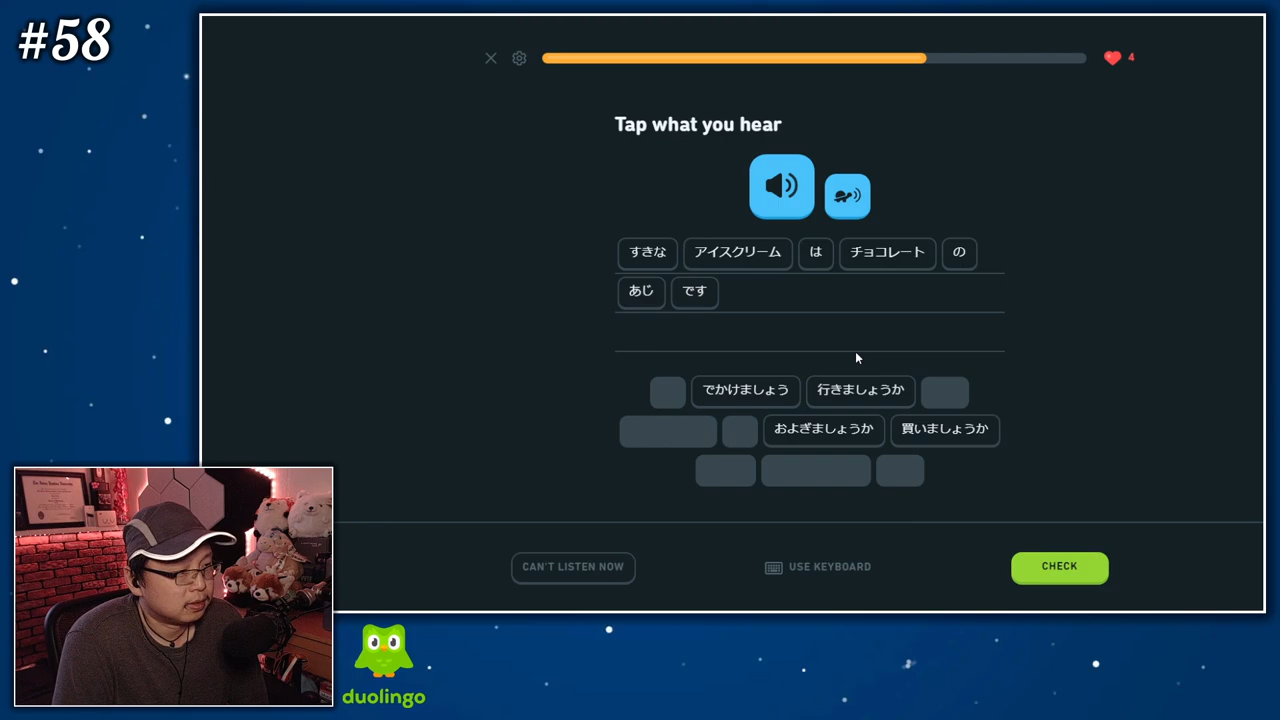 #58
4
Tap what you hear
すきな アイスクリーム は チョコレート の
あじ です
でかけましょう 行きましょうか
およぎましょうか 買いましょうか
CAN'T LISTEN NOW USE KEYBOARD CHECK
duolingo